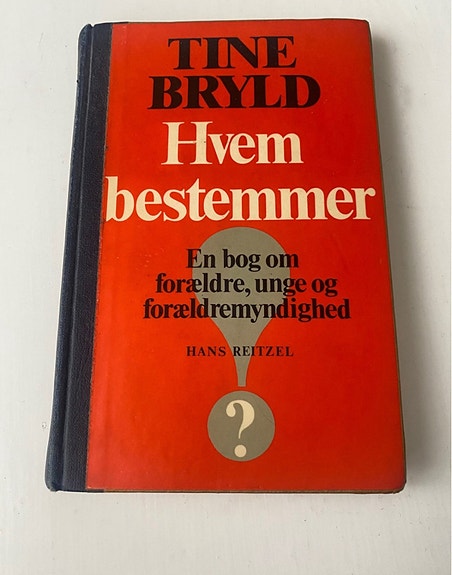 TINE
BRYLD
Hvem
bestemmer
En bog om
forældre, unge og
forældremyndighed
HANS REITZEL
?